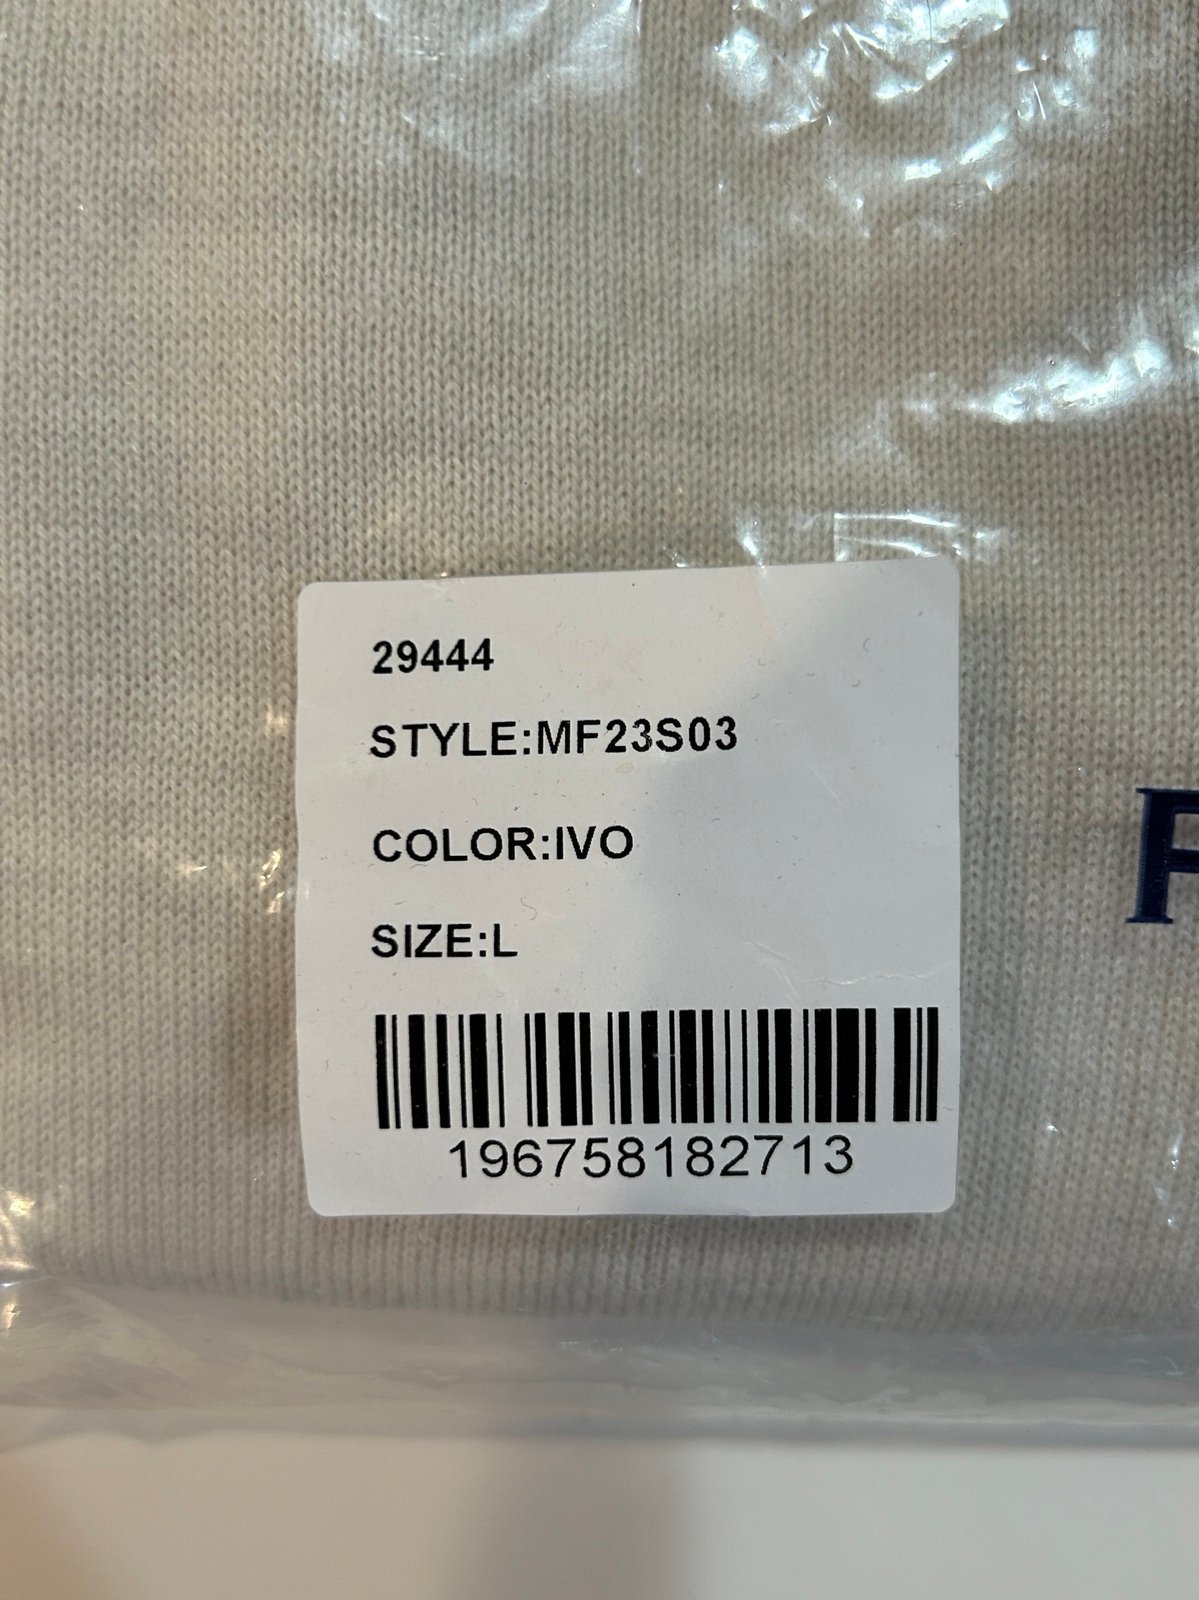 29444
STYLE:MF23S03
COLOR:IVO
F
SIZE:L
196758182713